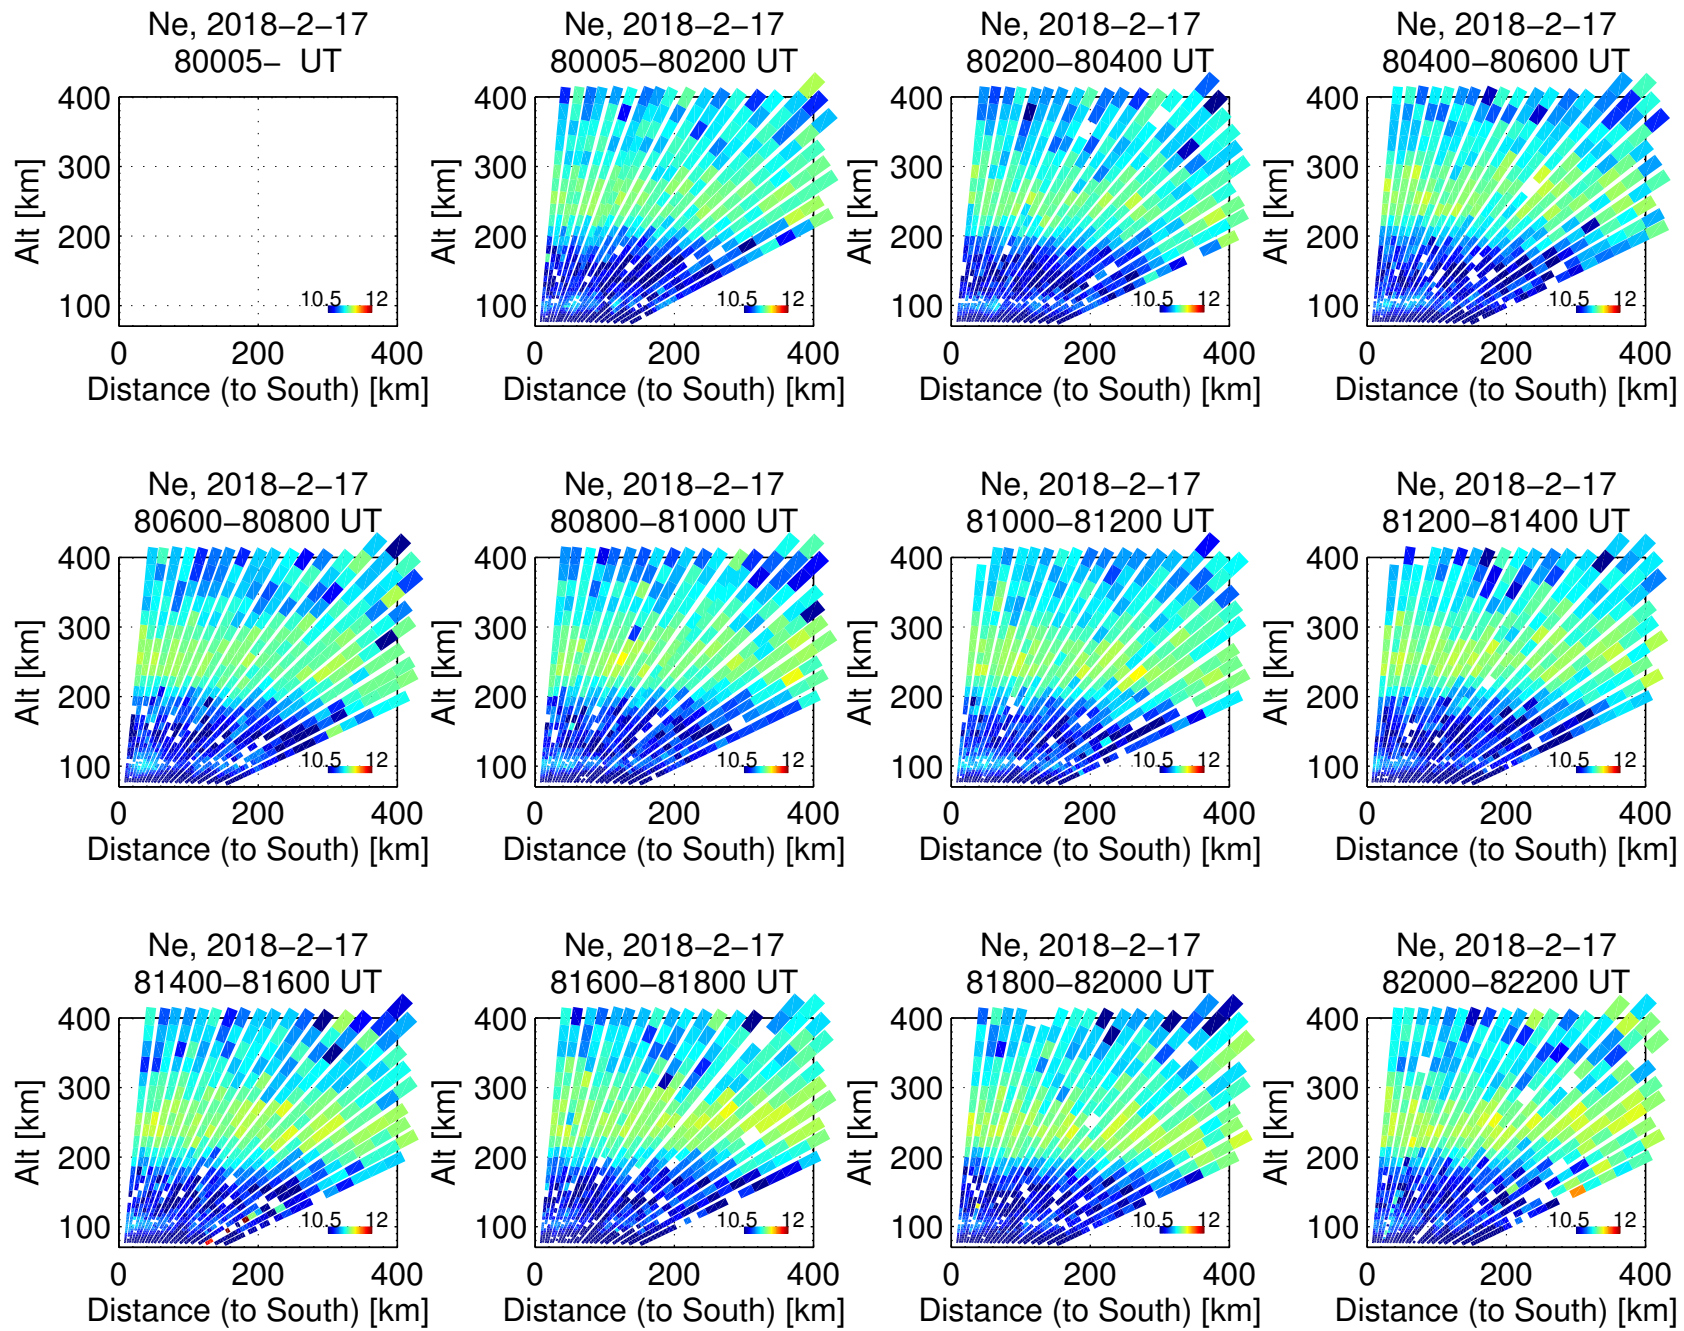 Ne, 2018−2−17
80005−  UT
Alt [km]
400
300
200
100
10.5
12
0
200
400
Distance (to South) [km]
Ne, 2018−2−17
80005−80200 UT
Alt [km]
400
300
200
100
10.5
12
0
200
400
Distance (to South) [km]
Ne, 2018−2−17
80200−80400 UT
Alt [km]
400
300
200
100
10.5
12
0
200
400
Distance (to South) [km]
Ne, 2018−2−17
80400−80600 UT
Alt [km]
400
300
200
100
10.5
12
0
200
400
Distance (to South) [km]
Ne, 2018−2−17
80600−80800 UT
Alt [km]
400
300
200
100
10.5
12
0
200
400
Distance (to South) [km]
Ne, 2018−2−17
80800−81000 UT
Alt [km]
400
300
200
100
10.5
12
0
200
400
Distance (to South) [km]
Ne, 2018−2−17
81000−81200 UT
Alt [km]
400
300
200
100
10.5
12
0
200
400
Distance (to South) [km]
Ne, 2018−2−17
81200−81400 UT
Alt [km]
400
300
200
100
10.5
12
0
200
400
Distance (to South) [km]
Ne, 2018−2−17
81400−81600 UT
Alt [km]
400
300
200
100
10.5
12
0
200
400
Distance (to South) [km]
Ne, 2018−2−17
81600−81800 UT
Alt [km]
400
300
200
100
10.5
12
0
200
400
Distance (to South) [km]
Ne, 2018−2−17
81800−82000 UT
Alt [km]
400
300
200
100
10.5
12
0
200
400
Distance (to South) [km]
Ne, 2018−2−17
82000−82200 UT
Alt [km]
400
300
200
100
10.5
12
0
200
400
Distance (to South) [km]